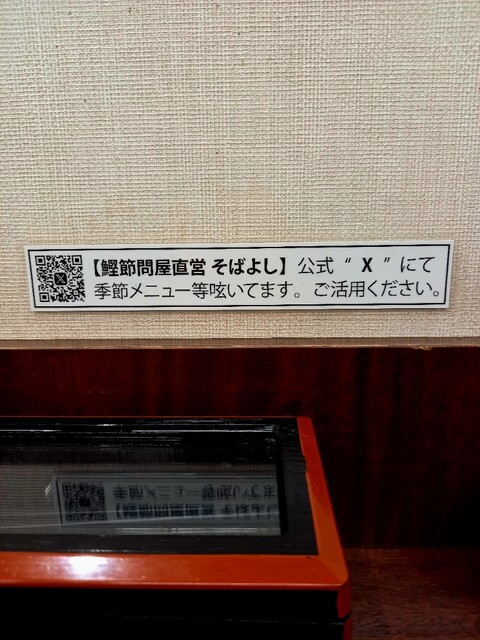 【鰹節問屋直営 そばよし】公式“X”にて
季節メニュー等呟いてます。ご活用ください。